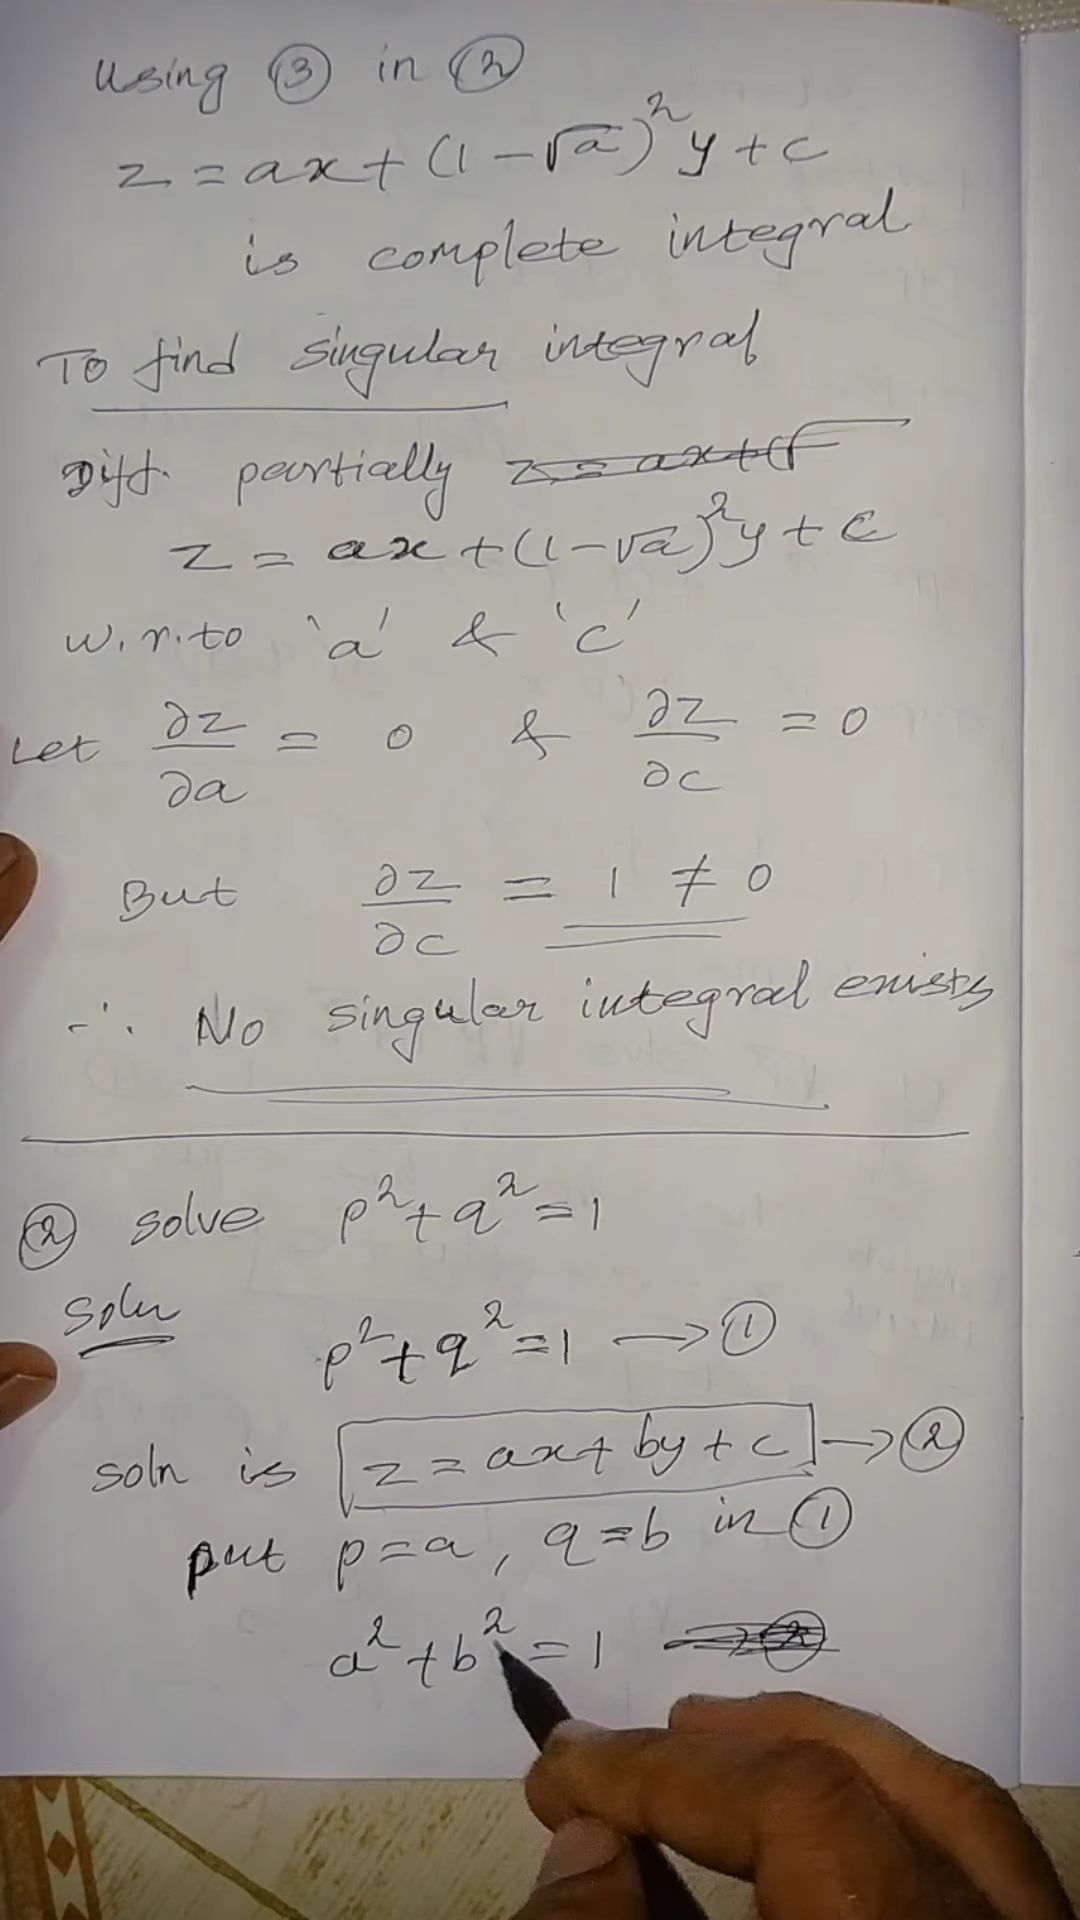 using ③ in ②
z = ax + (1 - √a)² y + c
is complete integral
To find singular integral
Diff. partially z = ax + (√
z = ax + (1 - √a)² y + c
w.r.to 'a' & 'c'
Let ∂z/∂a = 0 & ∂z/∂c = 0
But ∂z/∂c = 1 ≠ 0
∴ No singular integral exists
② solve p² + q² = 1
Soln
p² + q² = 1 → ①
soln is z = ax + by + c → ②
put p = a, q = b in ①
a² + b² = 1